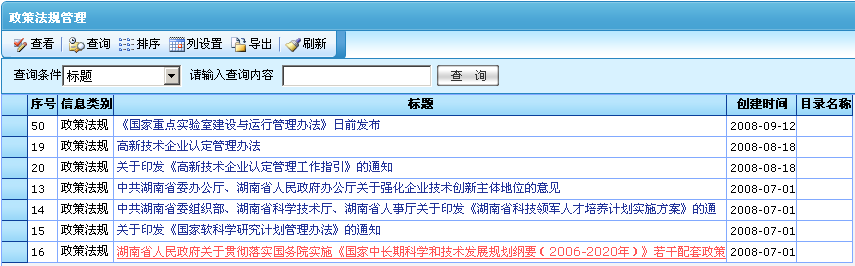 政策法规管理
查看 查询 排序 列设置 导出 刷新
查询条件 标题 请输入查询内容 查 询
序号 信息类别 标题 创建时间 目录名称
50 政策法规 《国家重点实验室建设与运行管理办法》日前发布 2008-09-12
19 政策法规 高新技术企业认定管理办法 2008-08-18
20 政策法规 关于印发《高新技术企业认定管理工作指引》的通知 2008-08-18
13 政策法规 中共湖南省委办公厅、湖南省人民政府办公厅关于强化企业技术创新主体地位的意见 2008-07-01
14 政策法规 中共湖南省委组织部、湖南省科学技术厅、湖南省人事厅关于印发《湖南省科技领军人才培养计划实施方案》的通 2008-07-01
15 政策法规 关于印发《国家软科学研究计划管理办法》的通知 2008-07-01
16 政策法规 湖南省人民政府关于贯彻落实国务院实施《国家中长期科学和技术发展规划纲要（2006-2020年）》若干配套政策 2008-07-01